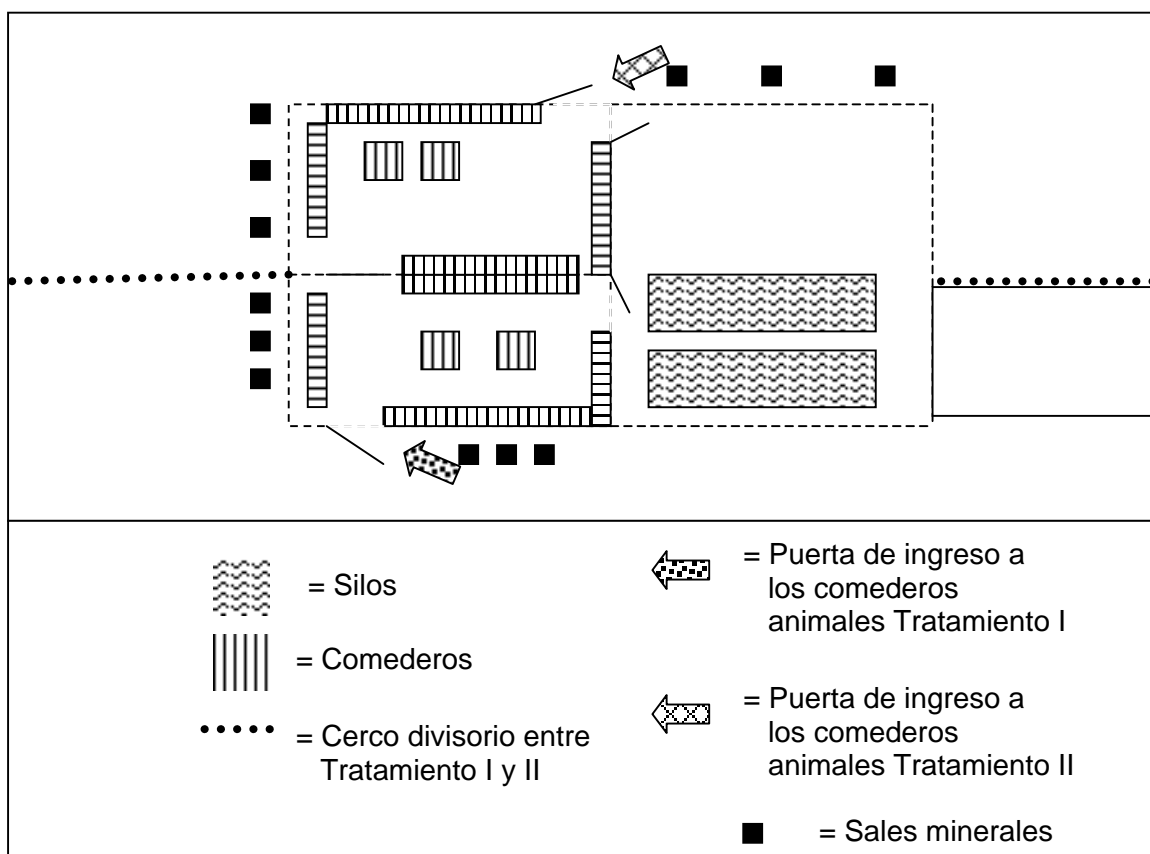 = Silos
= Comederos
= Cerco divisorio entre
Tratamiento I y II
= Puerta de ingreso a
los comederos
animales Tratamiento I
= Puerta de ingreso a
los comederos
animales Tratamiento II
= Sales minerales